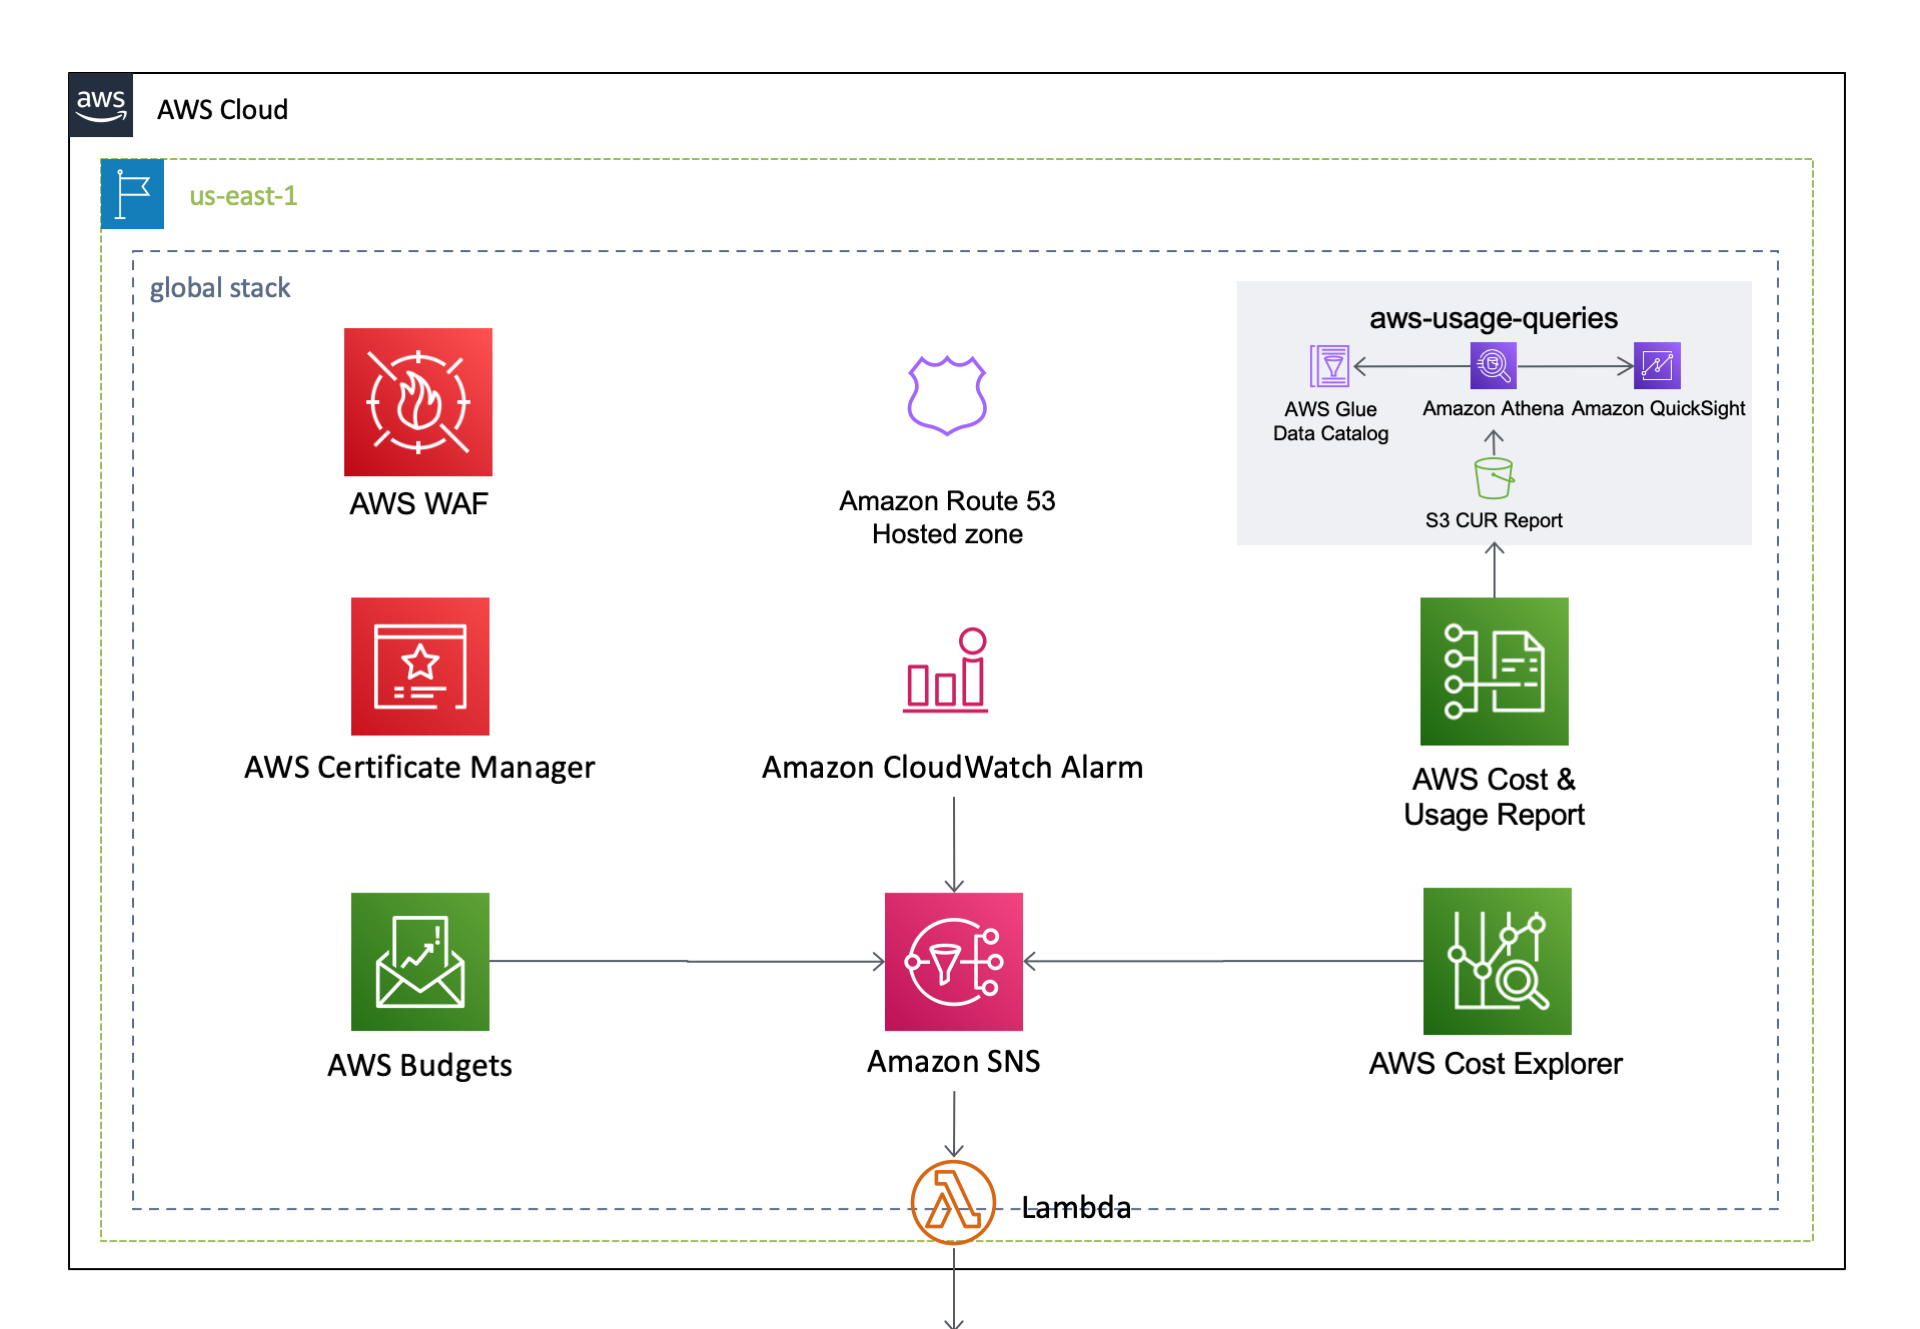 aws
AWS Cloud
us-east-1
global stack
aws-usage-queries
AWS Glue
Data Catalog
Amazon Athena
Amazon QuickSight
S3 CUR Report
AWS WAF
Amazon Route 53
Hosted zone
AWS Certificate Manager
Amazon CloudWatch Alarm
AWS Cost &
Usage Report
AWS Budgets
Amazon SNS
AWS Cost Explorer
Lambda